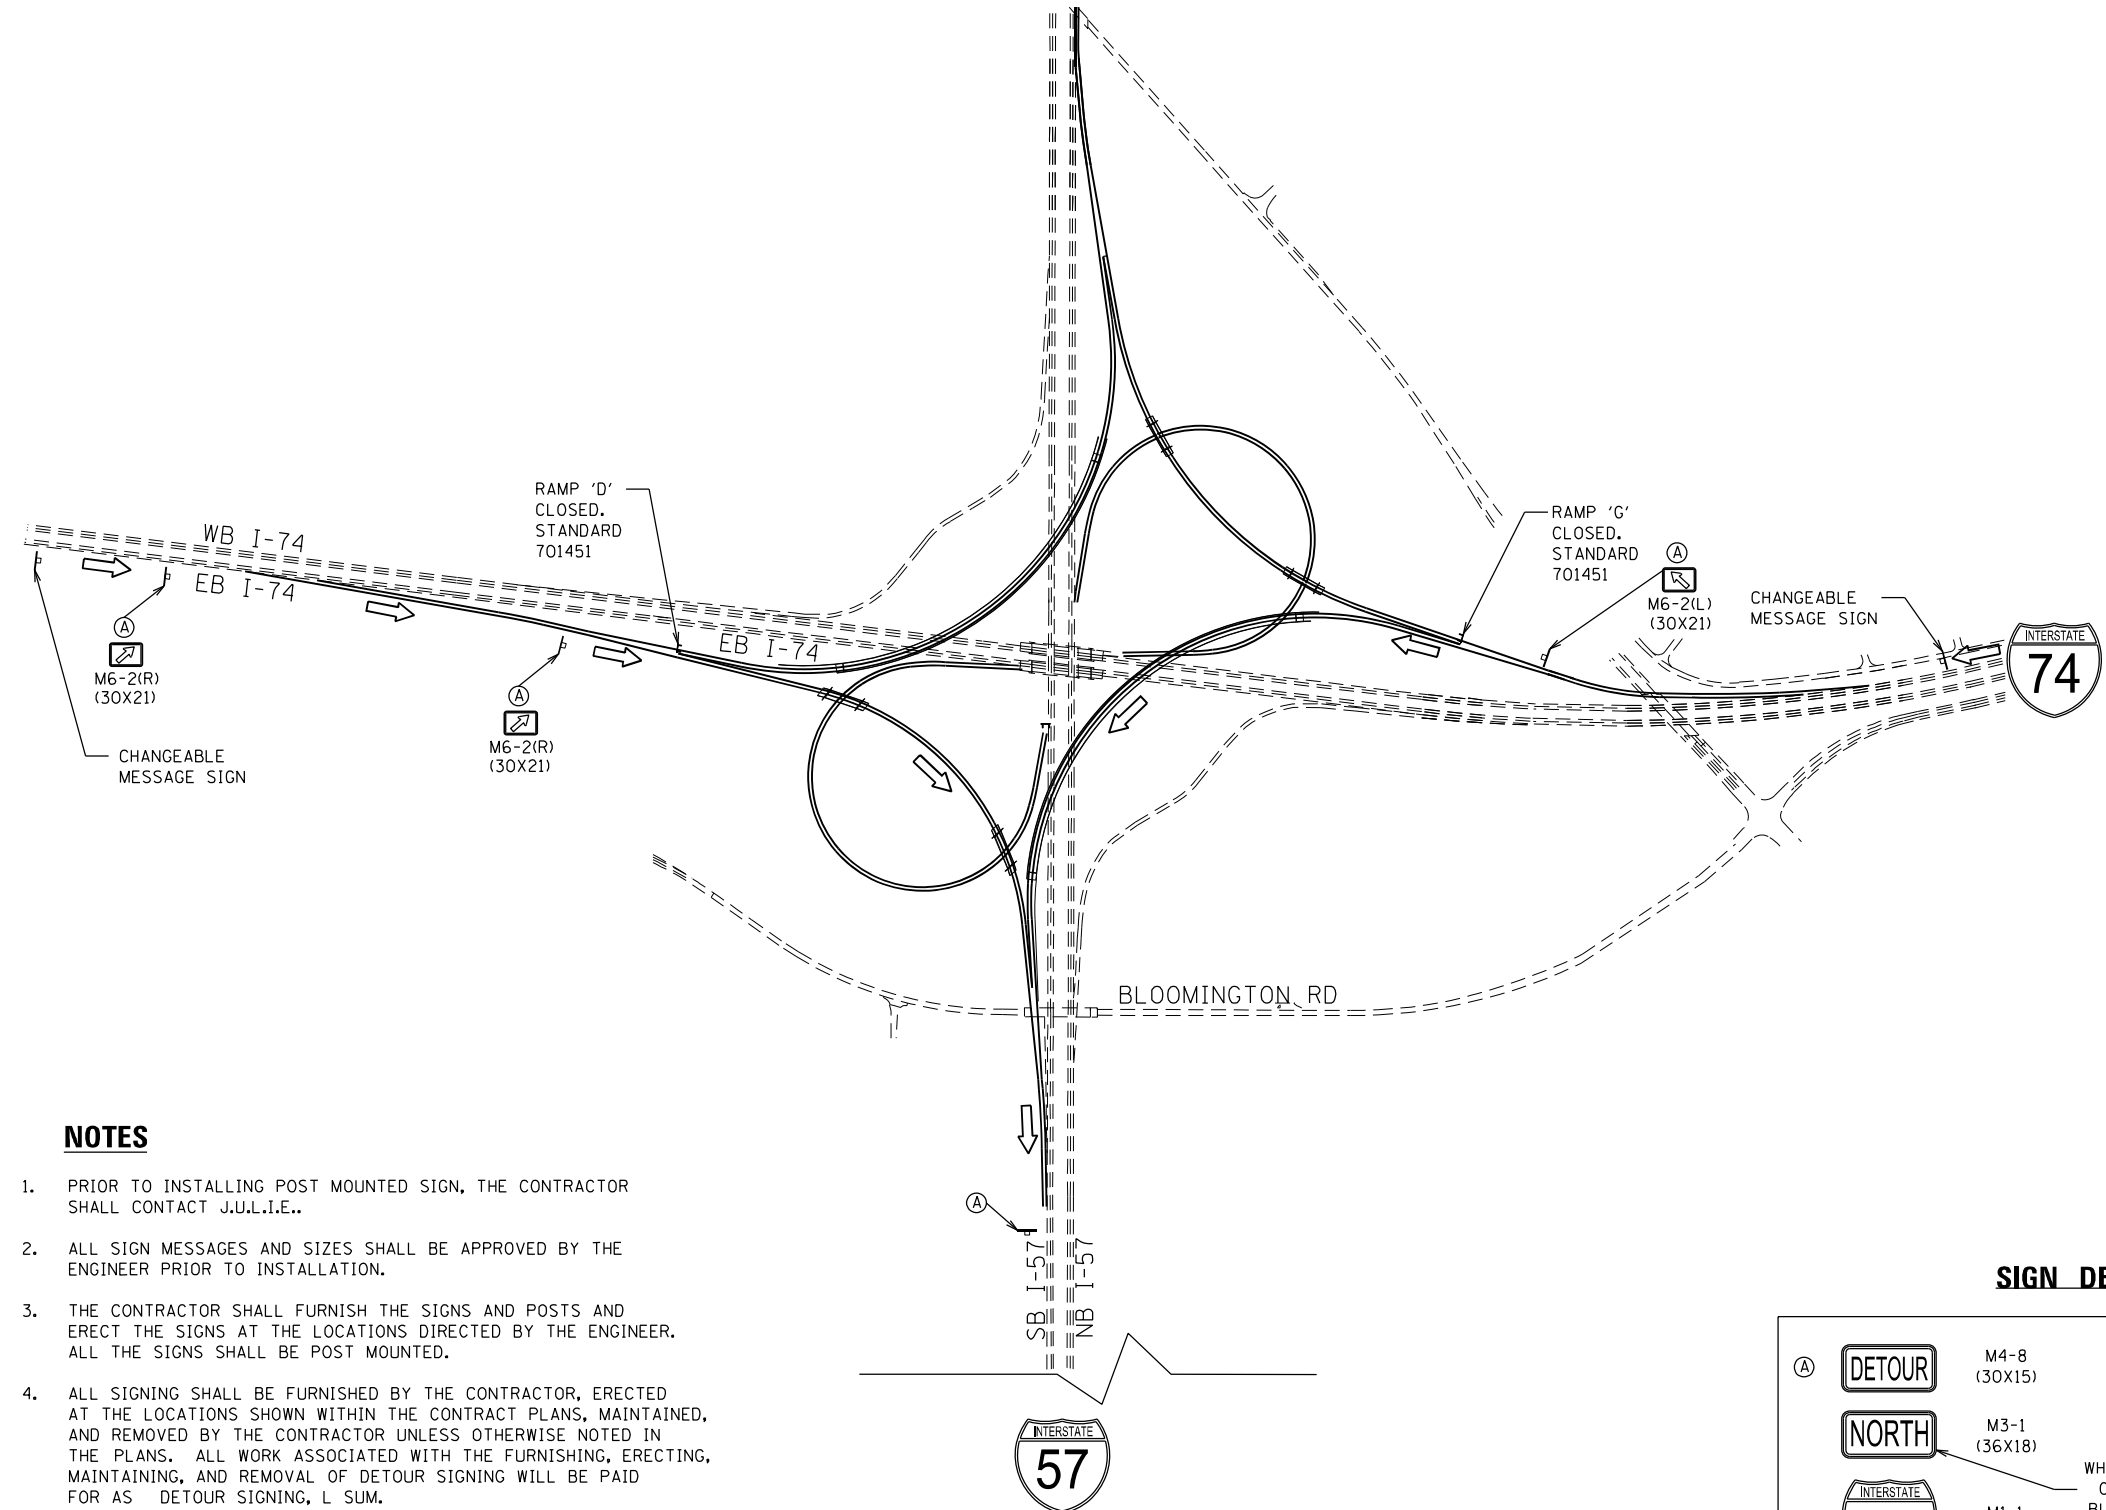 RAMP 'D'
CLOSED.
STANDARD
701451
WB I-74
EB I-74
EB I-74
A
M6-2(R)
(30X21)
CHANGEABLE
MESSAGE SIGN
A
M6-2(R)
(30X21)
RAMP 'G'
CLOSED.
STANDARD
701451
A
M6-2(L)
(30X21)
CHANGEABLE
MESSAGE SIGN
INTERSTATE
74
BLOOMINGTON RD
A
SB I-57
NB I-57
INTERSTATE
57
NOTES
1. PRIOR TO INSTALLING POST MOUNTED SIGN, THE CONTRACTOR
SHALL CONTACT J.U.L.I.E..
2. ALL SIGN MESSAGES AND SIZES SHALL BE APPROVED BY THE
ENGINEER PRIOR TO INSTALLATION.
3. THE CONTRACTOR SHALL FURNISH THE SIGNS AND POSTS AND
ERECT THE SIGNS AT THE LOCATIONS DIRECTED BY THE ENGINEER.
ALL THE SIGNS SHALL BE POST MOUNTED.
4. ALL SIGNING SHALL BE FURNISHED BY THE CONTRACTOR, ERECTED
AT THE LOCATIONS SHOWN WITHIN THE CONTRACT PLANS, MAINTAINED,
AND REMOVED BY THE CONTRACTOR UNLESS OTHERWISE NOTED IN
THE PLANS. ALL WORK ASSOCIATED WITH THE FURNISHING, ERECTING,
MAINTAINING, AND REMOVAL OF DETOUR SIGNING WILL BE PAID
FOR AS DETOUR SIGNING, L SUM.
SIGN DE
A
DETOUR
M4-8
(30X15)
NORTH
M3-1
(36X18)
WH
INTERSTATE